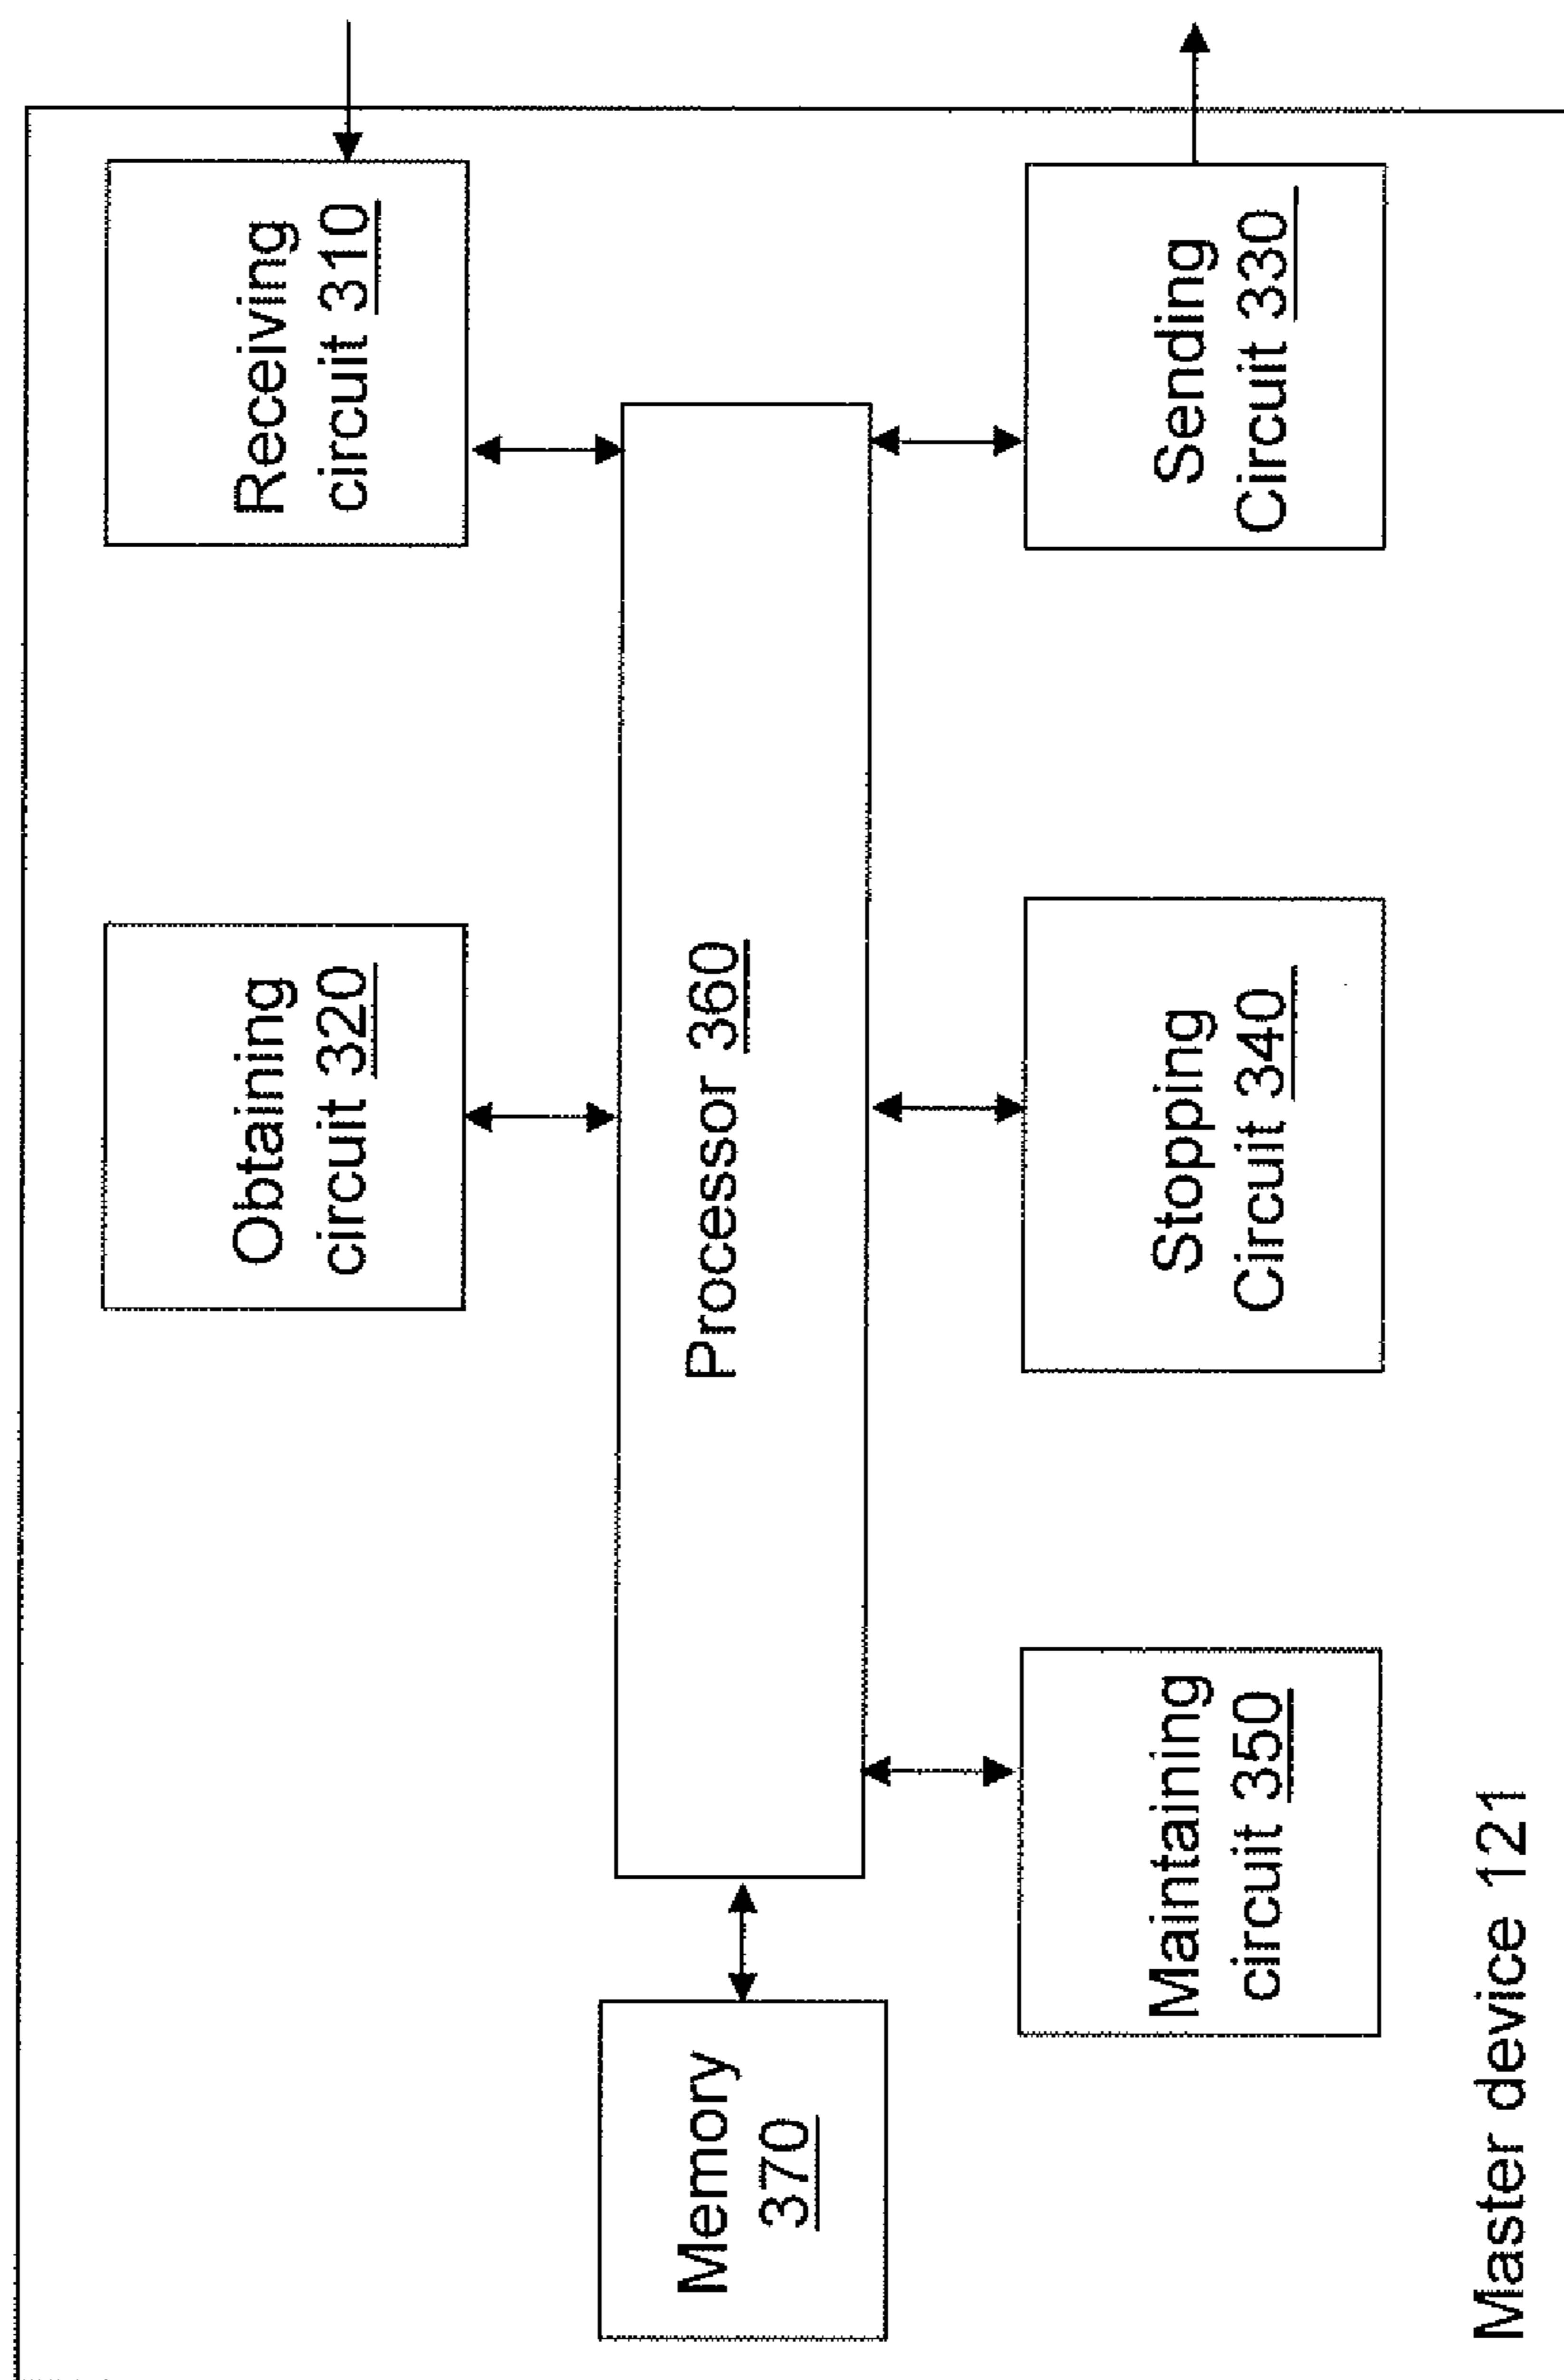 Receiving
circuit 310
Obtaining
circuit 320
Processor 360
Sending
Circuit 330
Stopping
Circuit 340
Maintaining
circuit 350
Memory
370
Master device 121